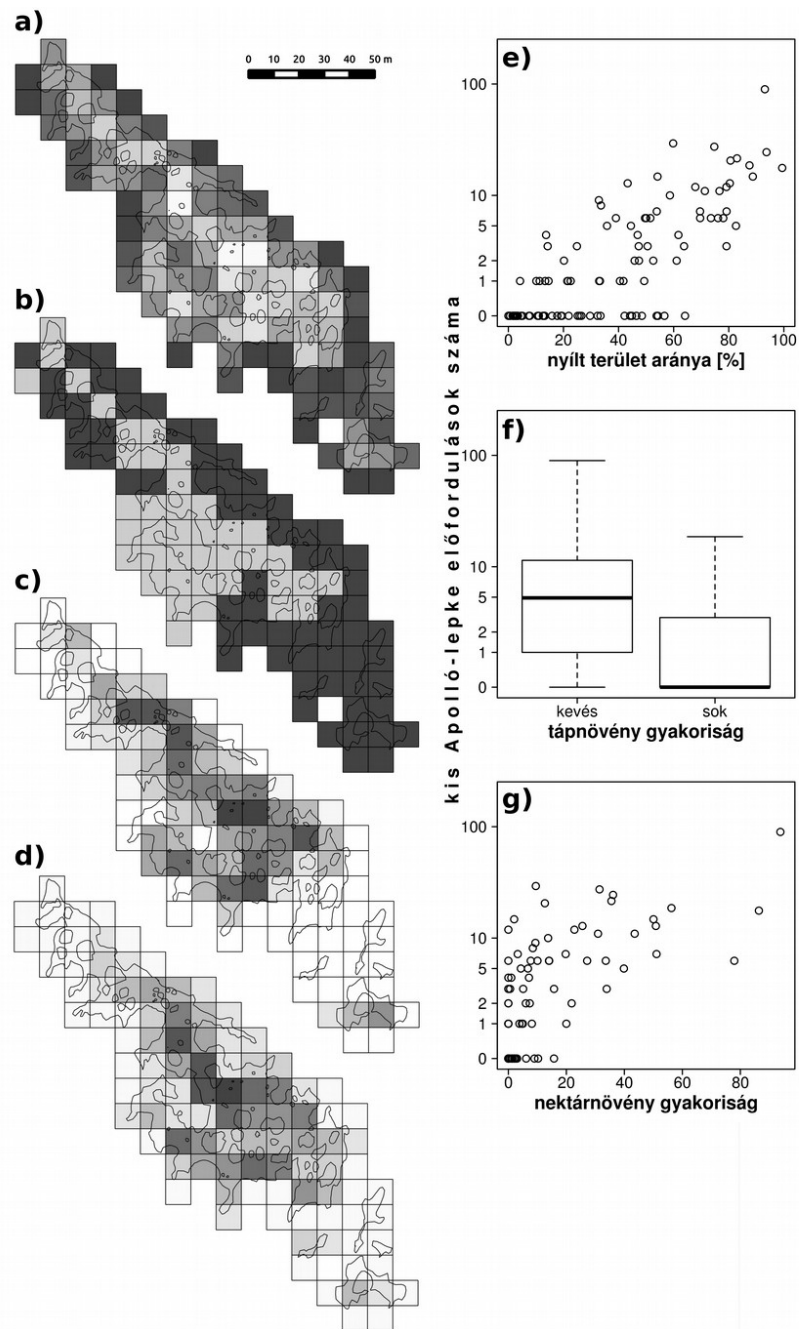 a)
0 10 20 30 40 50 m
b)
c)
d)
kis Apolló-lepke előfordulások száma
e)
100
10
5
2
1
0
0 20 40 60 80 100
nyílt terület aránya [%]
f)
100
10
5
2
1
0
kevés sok
tápnövény gyakoriság
g)
100
10
5
2
1
0
0 20 40 60 80
nektárnövény gyakoriság